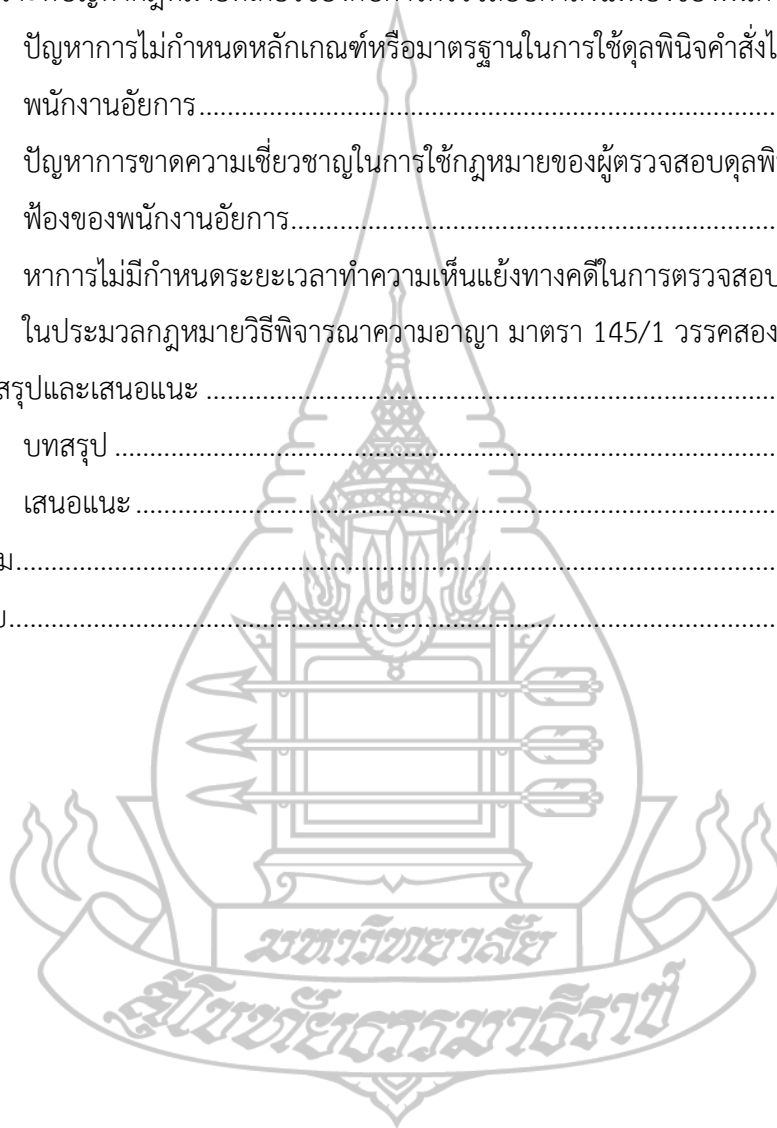 ปัญหาการไม่กำหนดหลักเกณฑ์หรือมาตรฐานในการใช้ดุลพินิจคำสั่งไ
พนักงานอัยการ
ปัญหาการขาดความเชี่ยวชาญในการใช้กฎหมายของผู้ตรวจสอบดุลพิ
ฟ้องของพนักงานอัยการ
หาการไม่มีกำหนดระยะเวลาทำความเห็นแย้งทางคดีในการตรวจสอบ
ในประมวลกฎหมายวิธีพิจารณาความอาญา มาตรา 145/1 วรรคสอง
สรุปและเสนอแนะ
บทสรุป
เสนอแนะ
ม
มหาวิทยาลัย
สุโขทัยธรรมาธิราช